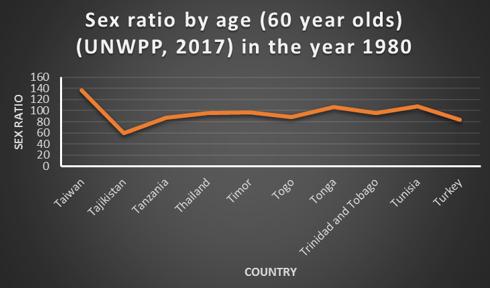 Sex ratio by age (60 year olds)
(UNWPP, 2017) in the year 1980
160
140
120
100
80
60
40
20
0
SEX RATIO
Taiwan
Tajikistan
Tanzania
Thailand
Timor
Togo
Tonga
Trinidad and Tobago
Tunisia
Turkey
COUNTRY